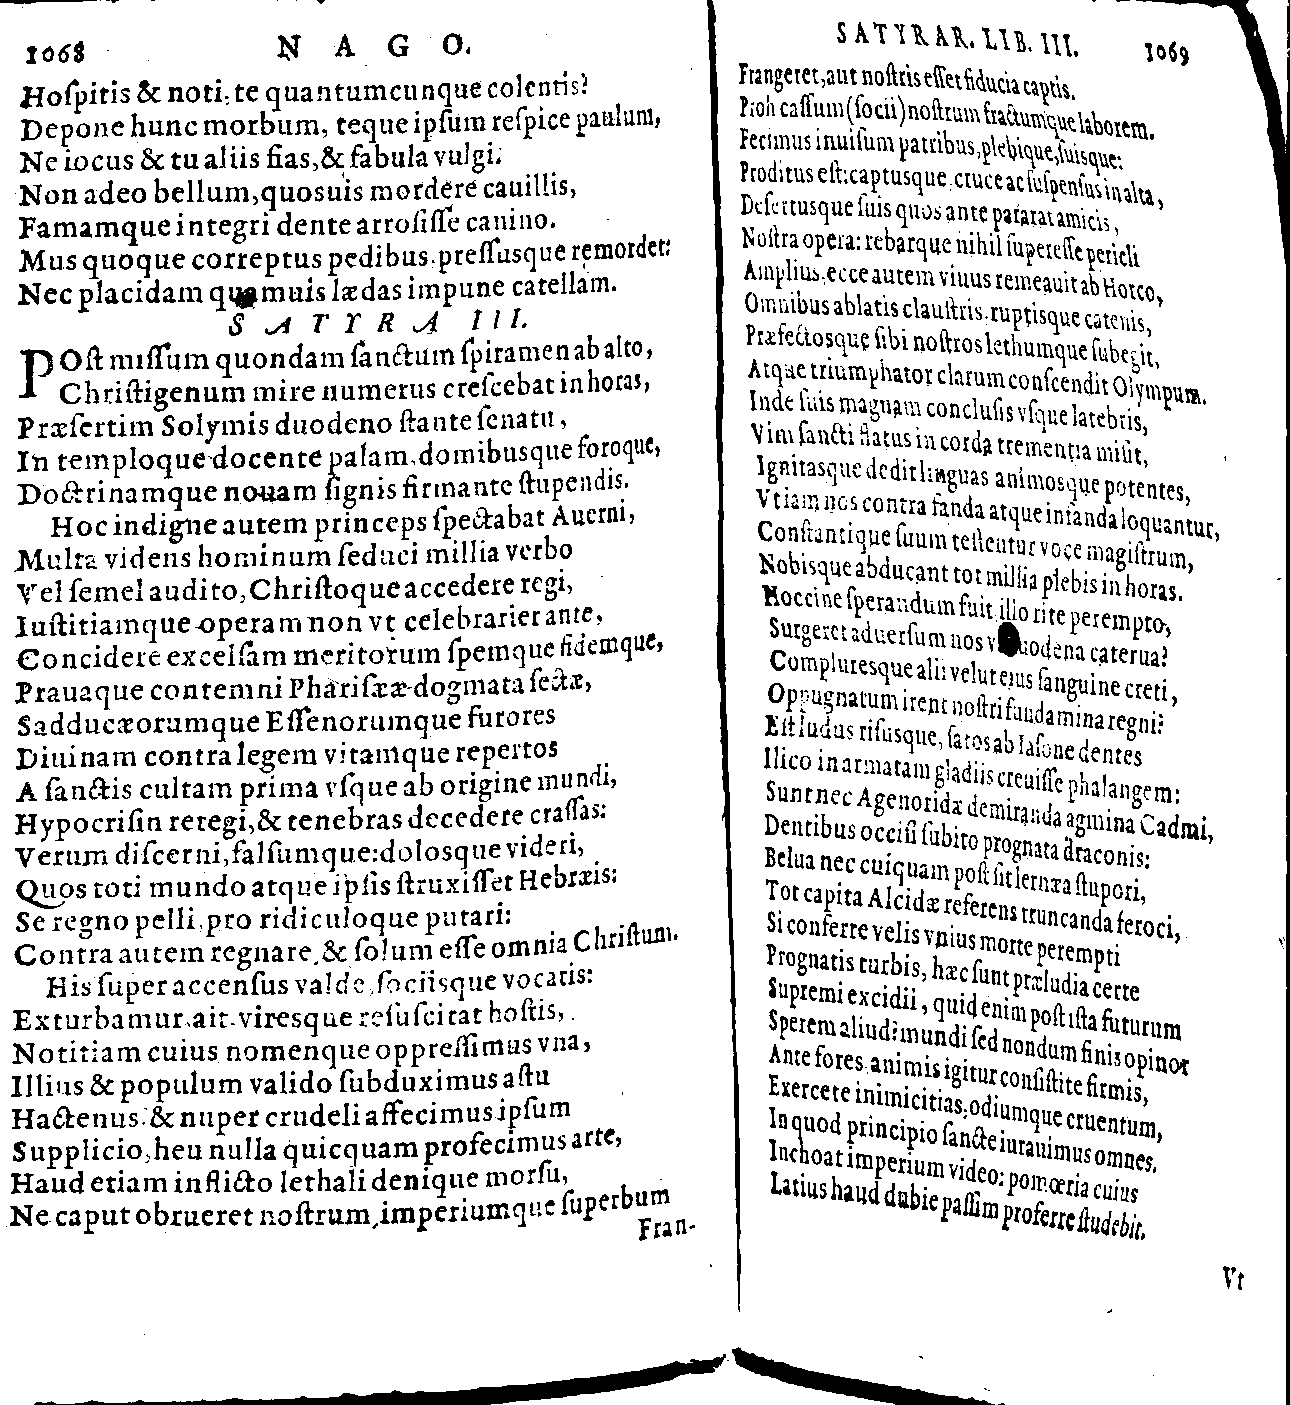 1068 N A G O.
Hoſpitis & noti, te quantumcunque colentis?
Depone hunc morbum, teque ipſum reſpice paulum,
Ne iocus & tu aliis fias, & fabula vulgi.
Non adeo bellum, quosuis mordere cauillis,
Famamque integri dente arroſiſſe canino.
Mus quoque correptus pedibus, preſſusque remordet:
Nec placidam quamuis lædas impune catellam.
S A T Y R A III.
POſt miſſum quondam ſanctum ſpiramen ab alto,
Chriſtigenum mire numerus creſcebat in horas,
Præſertim Solymis duodeno ſtante ſenatu,
In temploque docente palam, domibusque foroque,
Doctrinamque nouam ſignis firmante ſtupendis.
Hoc indigne autem princeps ſpectabat Auerni,
Multa videns hominum ſeduci millia verbo
Vel ſemel audito, Chriſtoque accedere regi,
Iuſtitiamque operam non vt celebrarier ante,
Concidere excelſam meritorum ſpemque fidemque,
Prauaque contemni Phariſææ dogmata ſectæ,
Sadducæorumque Eſſenorumque furores
Diuinam contra legem vitamque repertos
A ſanctis cultam prima vſque ab origine mundi,
Hypocriſin retegi, & tenebras decedere craſſas:
Verum diſcerni, falſumque: dolosque videri,
Quos toti mundo atque ipſis ſtruxiſſet Hebræis:
Se regno pelli, pro ridiculoque putari:
Contra autem regnare, & ſolum eſſe omnia Chriſtum.
His ſuper accenſus valde, ſociisque vocatis:
Exturbamur, ait, viresque reſuſcitat hoſtis,
Notitiam cuius nomenque oppreſſimus vna,
Illius & populum valido ſubduximus aſtu
Hactenus: & nuper crudeli affecimus ipſum
Supplicio, heu nulla quicquam profecimus arte,
Haud etiam inflicto lethali denique morſu,
Ne caput obrueret noſtrum, imperiumque ſuperbum
Fran-
SATYRAR. LIB. III. 1069
Frangeret, aut noſtris eſſet fiducia captis.
Proh caſſum (ſocii) noſtrum fractumque laborem.
Fecimus inuiſum patribus, plebique, ſuisque:
Proditus eſt: captusque, cruce ac ſuſpenſus in alta,
Deſertusque ſuis quos ante pararat amicis,
Noſtra opera: rebarque nihil ſupereſſe pericli
Amplius, ecce autem viuus remeauit ab Horco,
Omnibus ablatis clauſtris, ruptisque catenis,
Præfectosque ſibi noſtros lethumque ſubegit,
Atque triumphator clarum conſcendit Olympum.
Inde ſuis magnam concluſis vſque latebris,
Vim ſancti flatus in corda trementia miſit,
Ignitasque dedit linguas animosque potentes,
Vt iam nos contra fanda atque infanda loquantur,
Conſtantique ſuum teſtentur voce magiſtrum,
Nobisque abducant tot millia plebis in horas.
Hoccine ſperandum fuit, illo rite perempto,
Surgeret aduerſum nos vt duodena caterua?
Compluresque alii velut eius ſanguine creti,
Oppugnatum irent noſtri fundamina regni?
Eſt ludus riſusque, ſatos ab Iaſone dentes
Ilico in armatam gladiis creuiſſe phalangem:
Sunt nec Agenoridæ demiranda agmina Cadmi,
Dentibus occiſi ſubito prognata draconis:
Belua nec cuiquam poſt ſit lernæa ſtupori,
Tot capita Alcidæ referens truncanda feroci,
Si conferre velis vnius morte perempti
Prognatis turbis, hæc ſunt præludia certe
Supremi excidii, quid enim poſt iſta futurum
Sperem aliud? mundi ſed nondum finis opinor
Ante fores, animis igitur conſiſtite firmis,
Exercete inimicitias, odiumque cruentum,
In quod principio ſancte iurauimus omnes.
Inchoat imperium video: pomœria cuius
Latius haud dubie paſſim proferre ſtudebit.
Vt